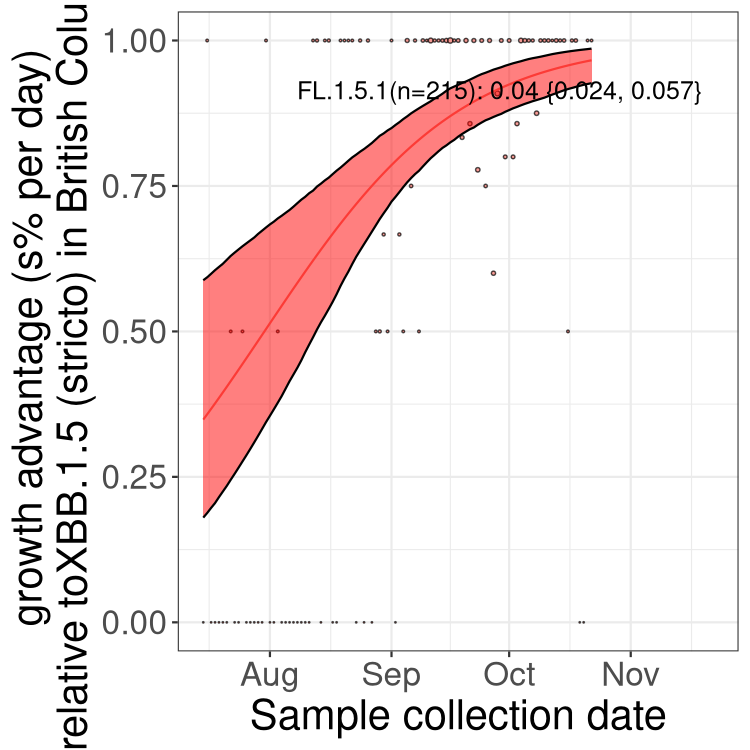 growth advantage (s% per day)
relative toXBB.1.5 (stricto) in British Colu
1.00
0.75
0.50
0.25
0.00
FL.1.5.1(n=215): 0.04 {0.024, 0.057}
Aug Sep Oct Nov
Sample collection date